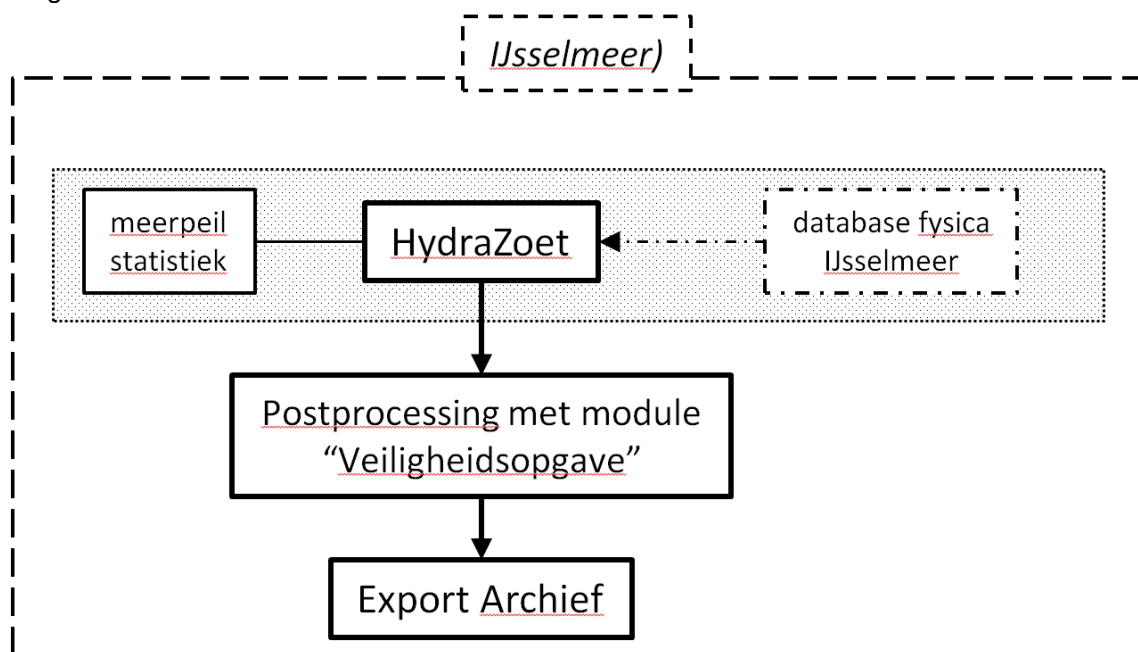 IJsselmeer)
meerpeil
statistiek
HydraZoet
database fysica
IJsselmeer
Postprocessing met module
“Veiligheidsopgave”
Export Archief